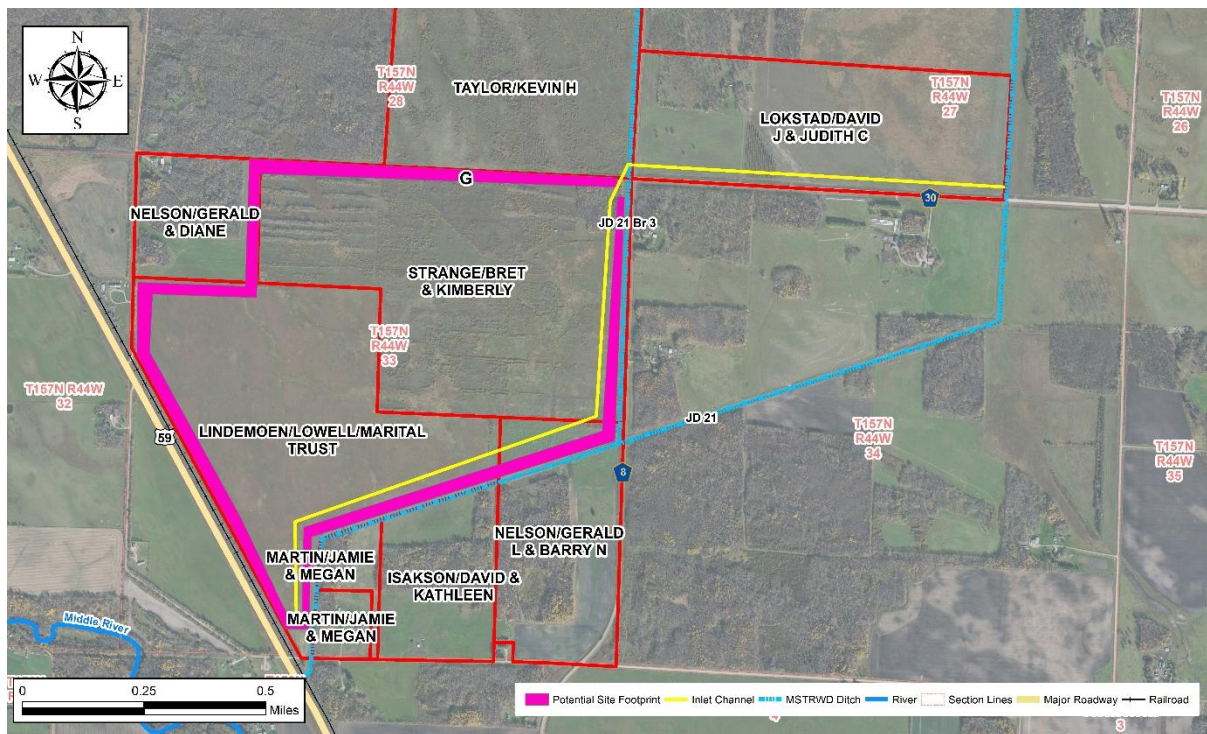 N
W E
S
T157N
R44W
28
TAYLOR/KEVIN H
LOKSTAD/DAVID
J & JUDITH C
T157N
R44W
27
T157N
R44W
26
G
NELSON/GERALD
& DIANE
30
JD 21 Br 3
STRANGE/BRET
& KIMBERLY
T157N
R44W
33
T157N R44W
32
59
LINDEMOEN/LOWELL/MARITAL
TRUST
JD 21
T157N
R44W
34
T157N
R44W
35
8
NELSON/GERALD
L & BARRY N
MARTIN/JAMIE
& MEGAN
ISAKSON/DAVID &
KATHLEEN
MARTIN/JAMIE
& MEGAN
Middle River
0 0.25 0.5
Miles
Potential Site Footprint Inlet Channel MSTRWD Ditch River Section Lines Major Roadway Railroad
3